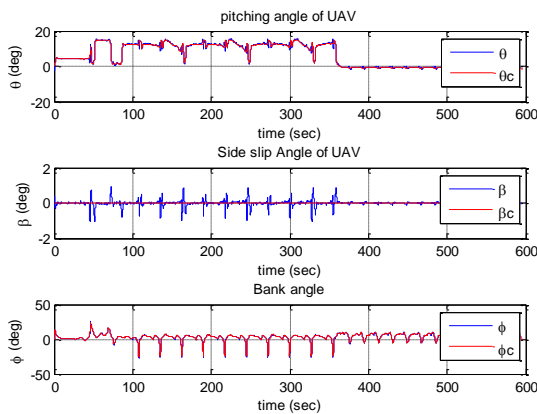 pitching angle of UAV
20
0
-20
θ (deg)
0 100 200 300 400 500 600
time (sec)
θ
θc
Side slip Angle of UAV
2
0
-2
β (deg)
0 100 200 300 400 500 600
time (sec)
β
βc
Bank angle
50
0
-50
ϕ (deg)
0 100 200 300 400 500 600
time (sec)
ϕ
ϕc